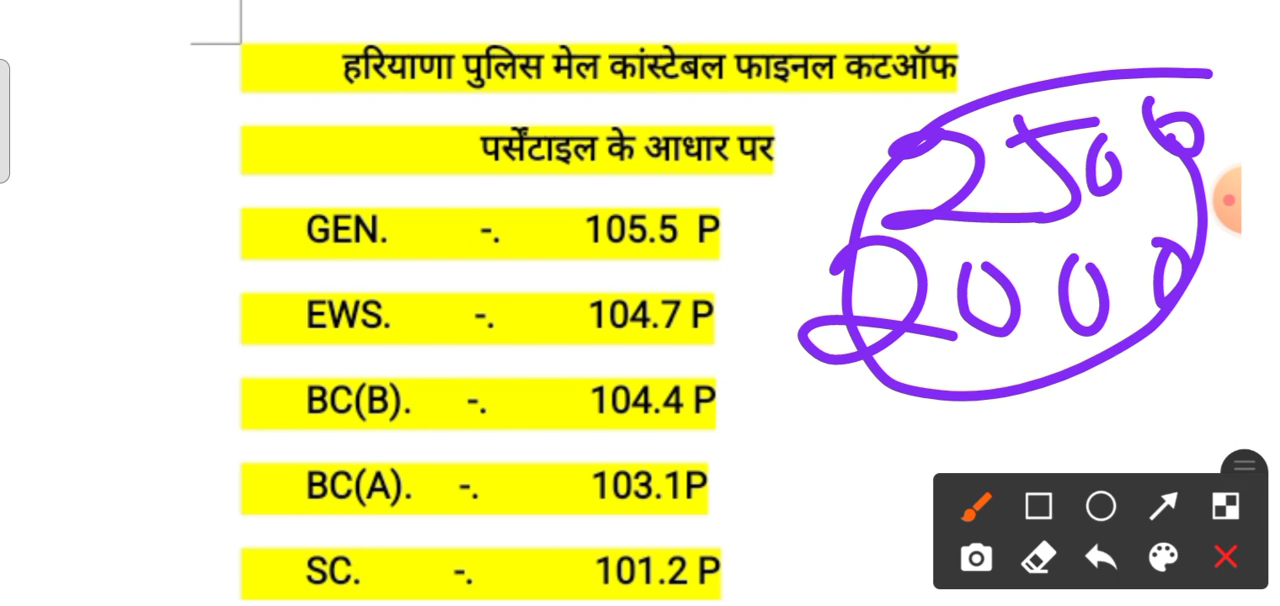 हरियाणा पुलिस मेल कांस्टेबल फाइनल कटऑफ
पर्सेंटाइल के आधार पर
2500
2000
GEN. -. 105.5 P
EWS. -. 104.7 P
BC(B). -. 104.4 P
BC(A). -. 103.1P
SC. -. 101.2 P